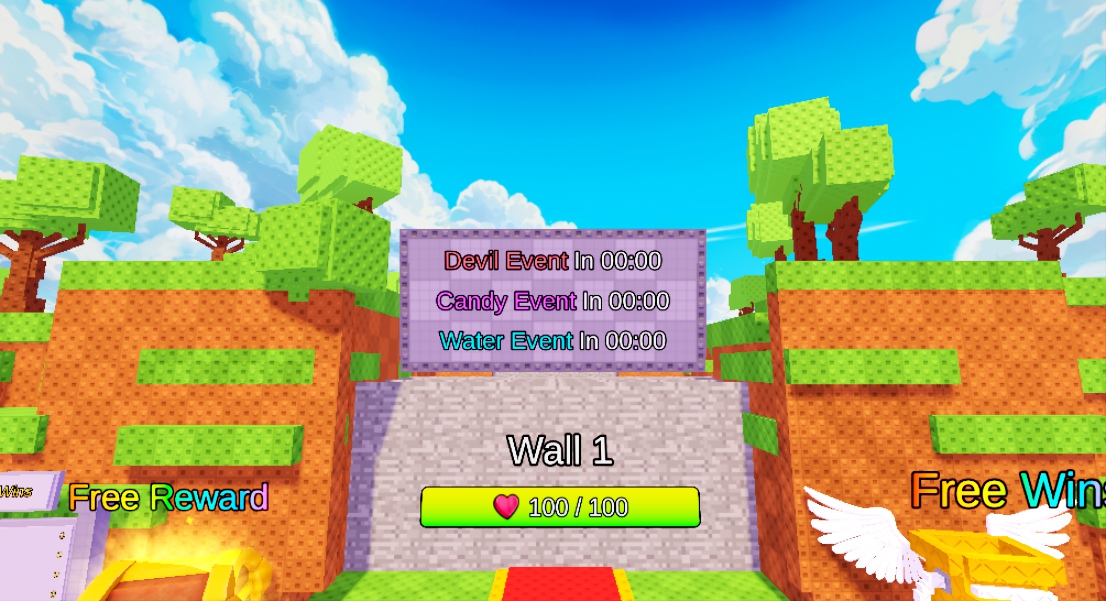 Devil Event In 00:00
Candy Event In 00:00
Water Event In 00:00
Wall 1
100 / 100
Wins
Free Reward
Free Wins